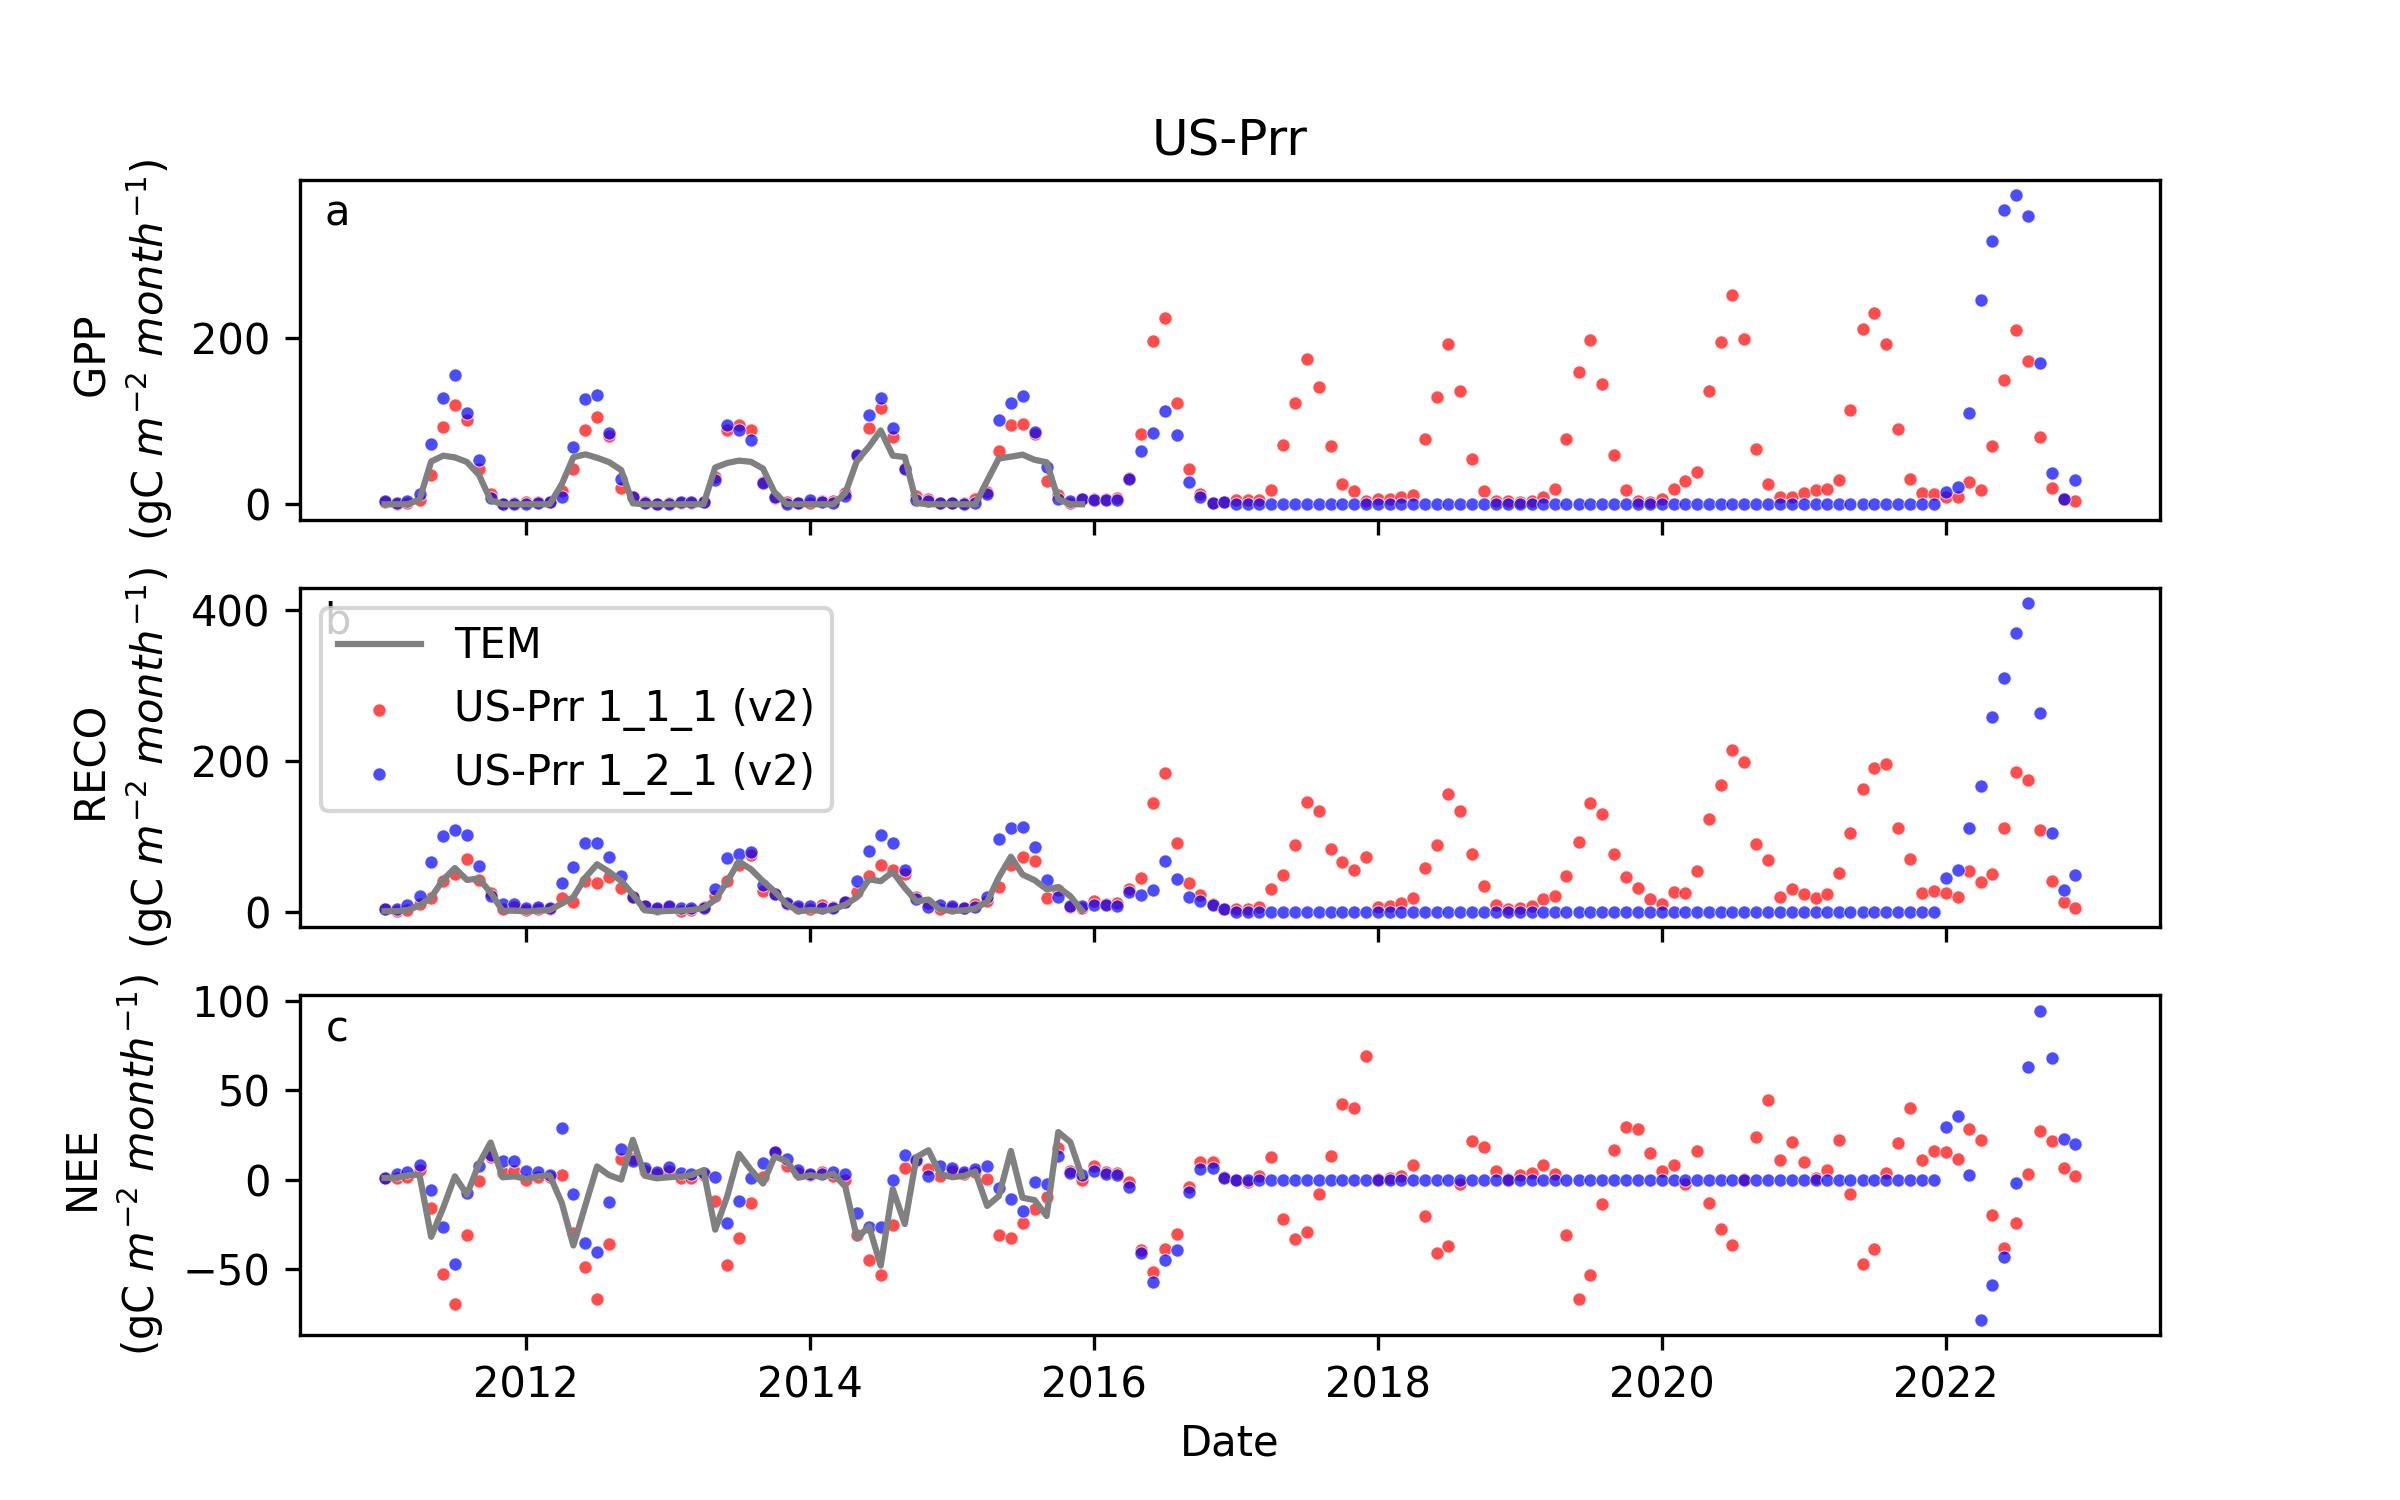 US-Prr
a
GPP
(gC m⁻² month⁻¹)
200
0
b
RECO
(gC m⁻² month⁻¹)
400
200
0
TEM
US-Prr 1_1_1 (v2)
US-Prr 1_2_1 (v2)
c
NEE
(gC m⁻² month⁻¹)
100
50
0
−50
2012 2014 2016 2018 2020 2022
Date